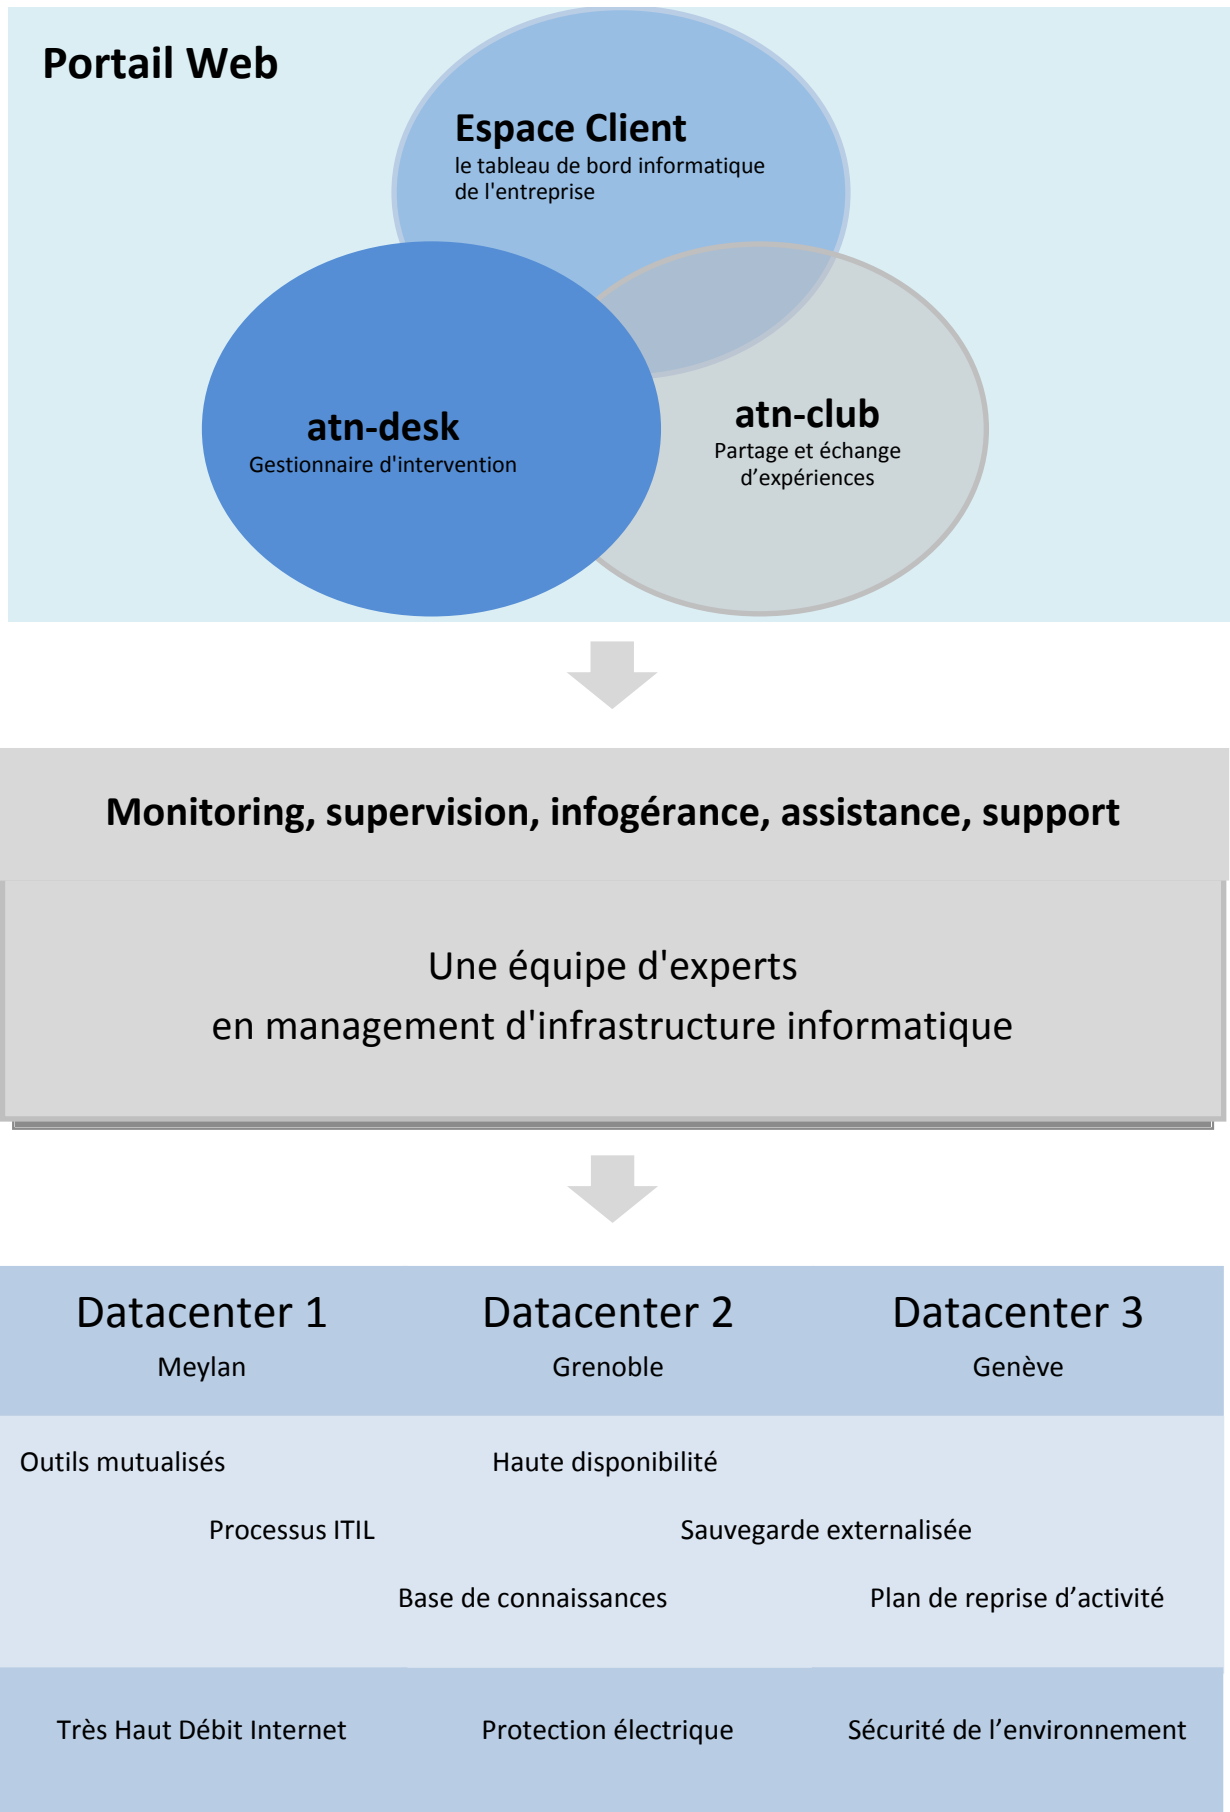 Portail Web
Espace Client
le tableau de bord informatique
de l'entreprise
atn-desk
Gestionnaire d'intervention
atn-club
Partage et échange
d’expériences
Monitoring, supervision, infogérance, assistance, support
Une équipe d'experts
en management d'infrastructure informatique
Datacenter 1
Meylan
Datacenter 2
Grenoble
Datacenter 3
Genève
Outils mutualisés
Haute disponibilité
Processus ITIL
Sauvegarde externalisée
Base de connaissances
Plan de reprise d’activité
Très Haut Débit Internet
Protection électrique
Sécurité de l’environnement